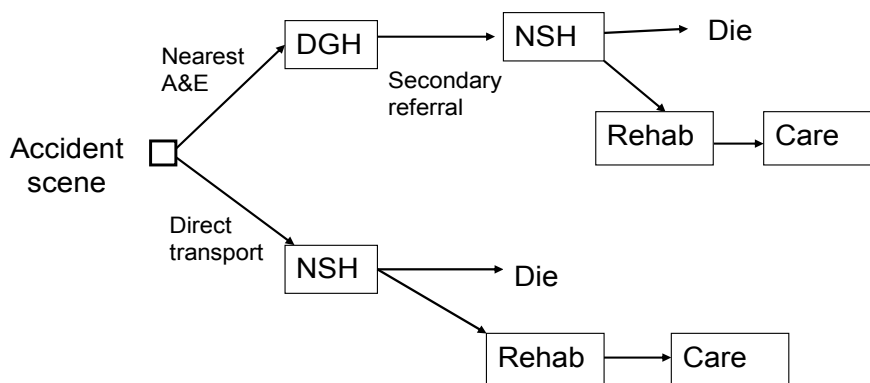 Nearest
A&E
DGH
Secondary
referral
NSH
Die
Rehab
Care
Accident
scene
Direct
transport
NSH
Die
Rehab
Care